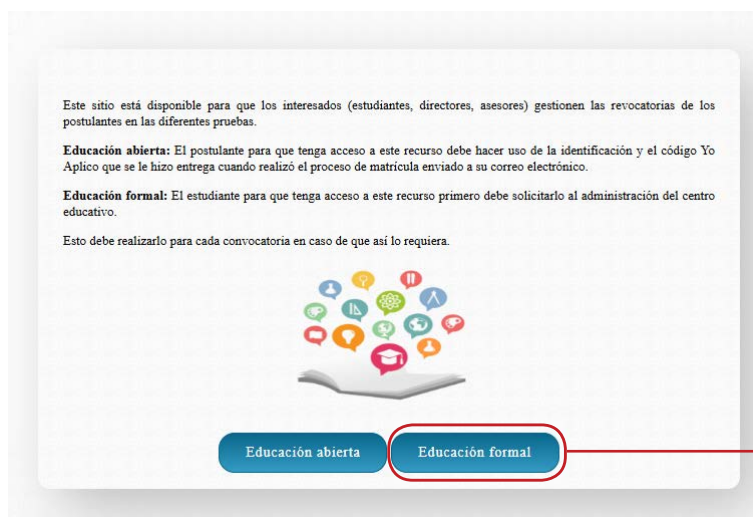 Este sitio está disponible para que los interesados (estudiantes, directores, asesores) gestionen las revocatorias de los
postulantes en las diferentes pruebas.
Educación abierta: El postulante para que tenga acceso a este recurso debe hacer uso de la identificación y el código Yo
Aplico que se le hizo entrega cuando realizó el proceso de matrícula enviado a su correo electrónico.
Educación formal: El estudiante para que tenga acceso a este recurso primero debe solicitarlo al administración del centro
educativo.
Esto debe realizarlo para cada convocatoria en caso de que así lo requiera.
Educación abierta
Educación formal